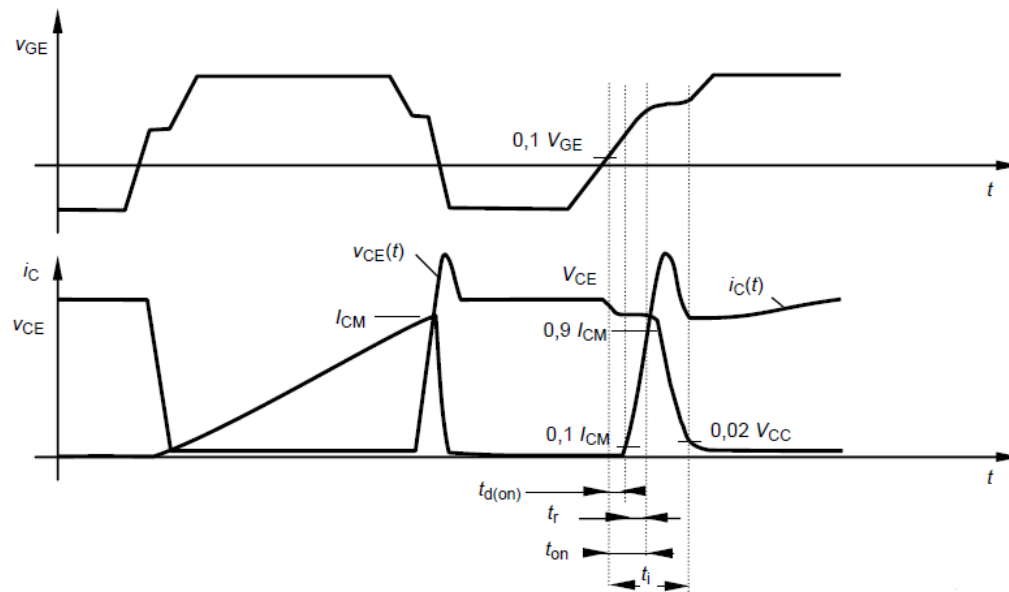 vGE
0,1 VGE
t
iC
vCE
vCE(t)
VCE
iC(t)
ICM
0,9 ICM
0,1 ICM
0,02 VCC
t
td(on)
tr
ton
ti